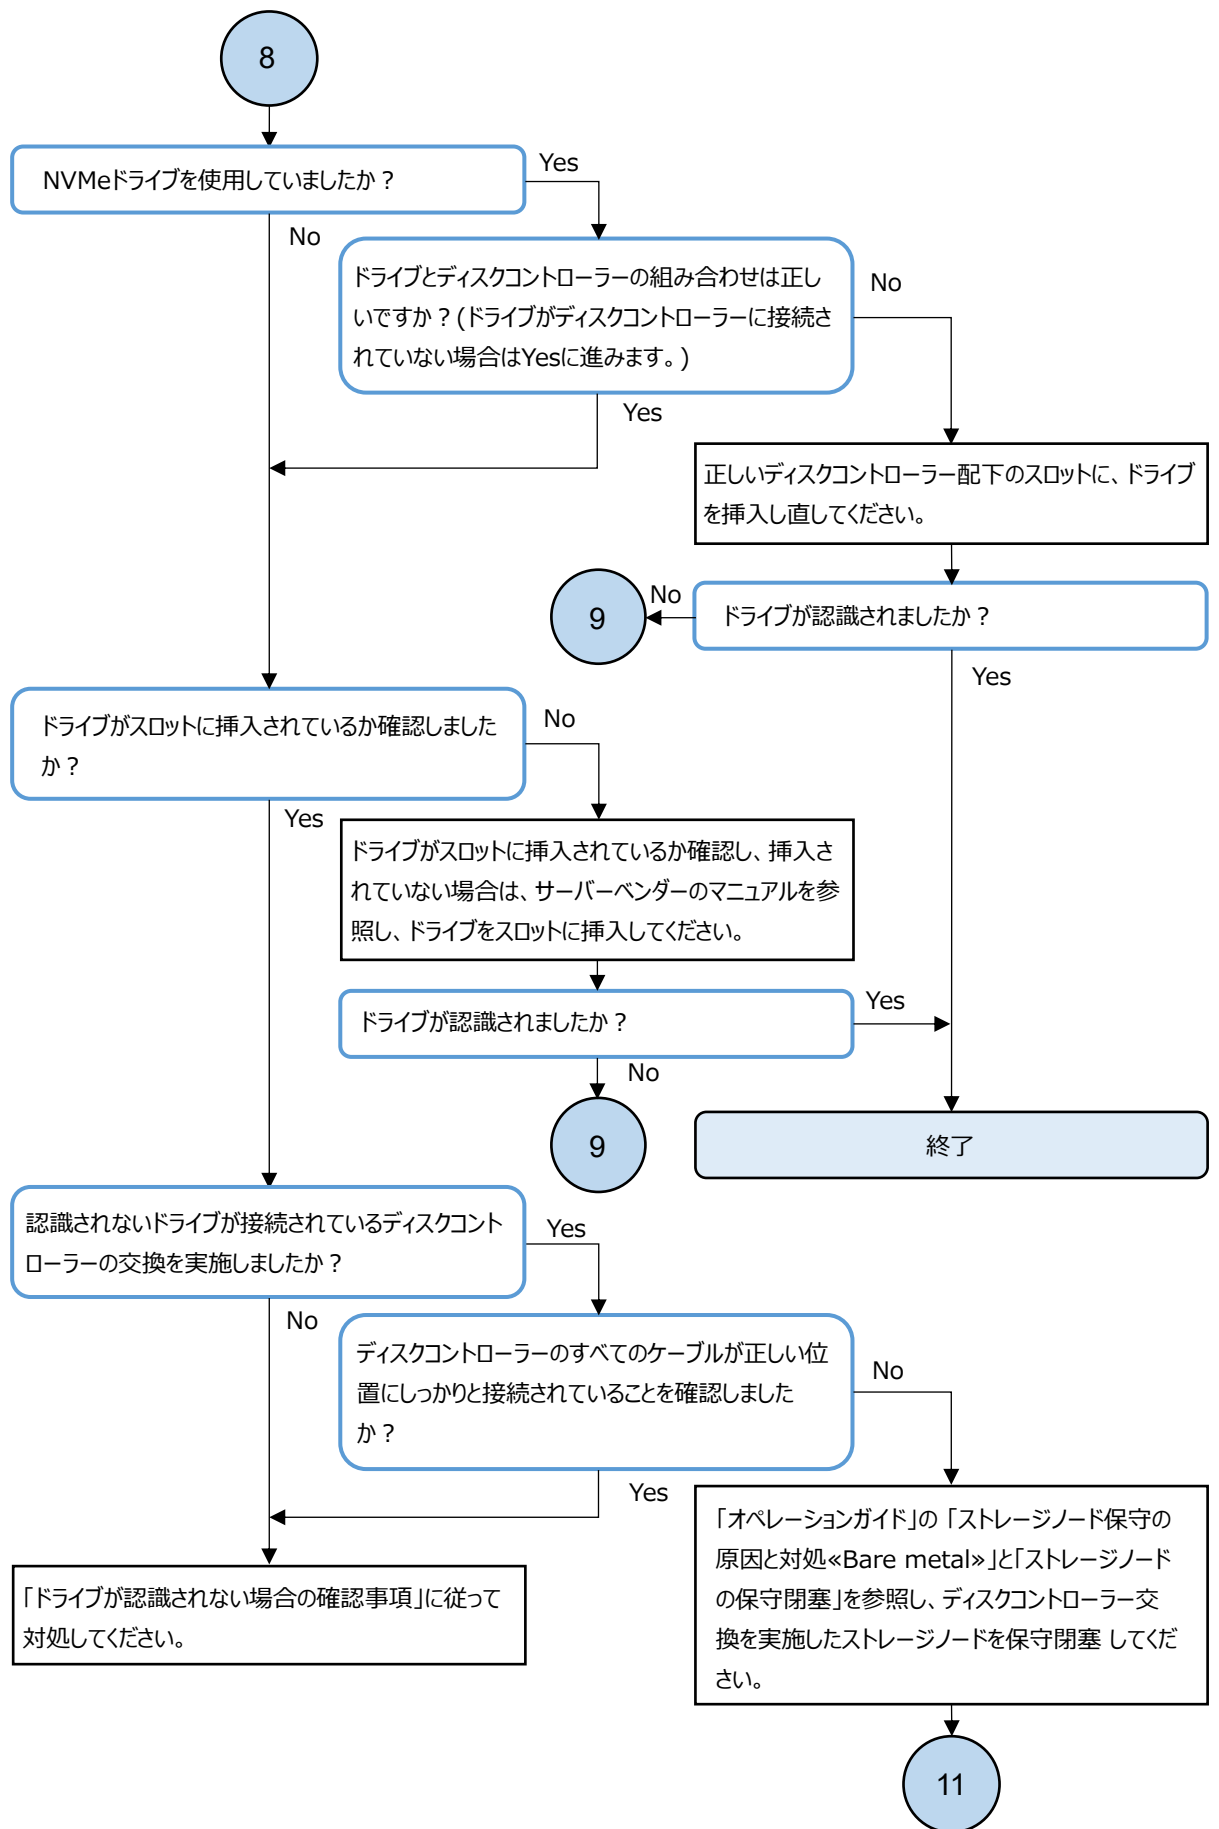 8
NVMeドライブを使用していましたか？
Yes
No
ドライブとディスクコントローラーの組み合わせは正し
いですか？(ドライブがディスクコントローラーに接続さ
れていない場合はYesに進みます。)
No
Yes
正しいディスクコントローラー配下のスロットに、ドライブ
を挿入し直してください。
9
No
ドライブが認識されましたか？
Yes
ドライブがスロットに挿入されているか確認しました
か？
No
Yes
ドライブがスロットに挿入されているか確認し、挿入さ
れていない場合は、サーバーベンダーのマニュアルを参
照し、ドライブをスロットに挿入してください。
ドライブが認識されましたか？
Yes
No
9
終了
認識されないドライブが接続されているディスクコント
ローラーの交換を実施しましたか？
Yes
No
ディスクコントローラーのすべてのケーブルが正しい位
置にしっかりと接続されていることを確認しました
か？
No
Yes
「オペレーションガイド」の「ストレージノード保守の
原因と対処«Bare metal»」と「ストレージノード
の保守閉塞」を参照し、ディスクコントローラー交
換を実施したストレージノードを保守閉塞 してくだ
さい。
「ドライブが認識されない場合の確認事項」に従って
対処してください。
11